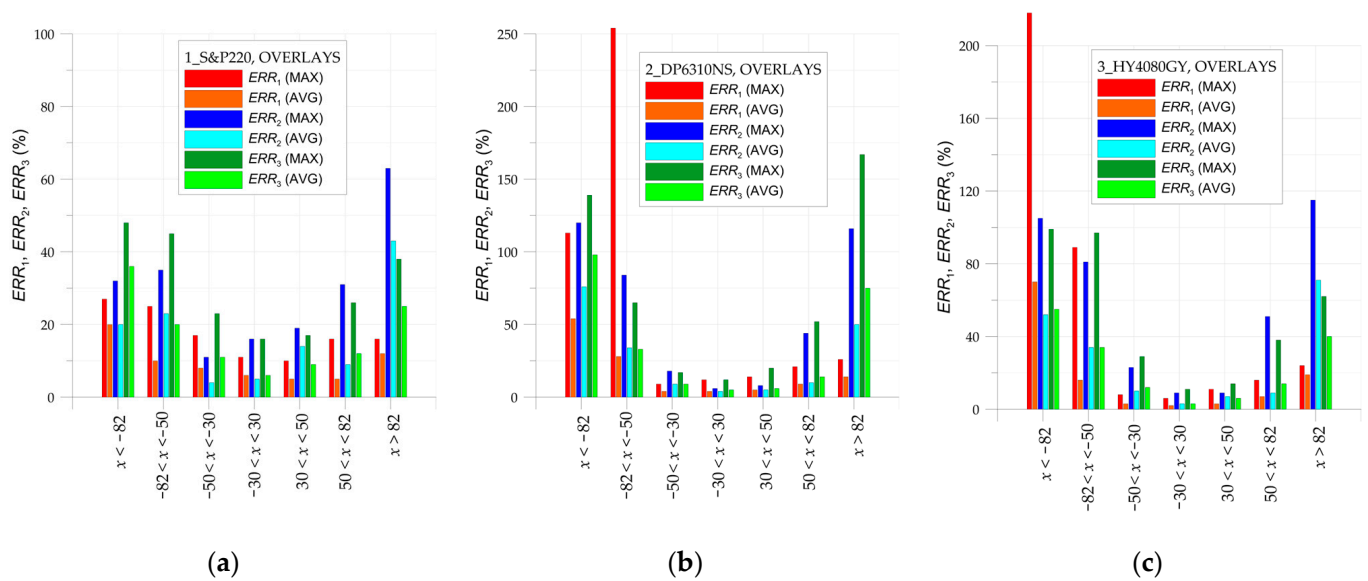 100
80
60
40
20
0
ERR₁, ERR₂, ERR₃ (%)
1_S&P220, OVERLAYS
ERR₁ (MAX)
ERR₁ (AVG)
ERR₂ (MAX)
ERR₂ (AVG)
ERR₃ (MAX)
ERR₃ (AVG)
x < −82
−82 < x <−50
−50 < x <−30
−30 < x < 30
30 < x < 50
50 < x < 82
x > 82
(a)
250
200
150
100
50
0
ERR₁, ERR₂, ERR₃ (%)
2_DP6310NS, OVERLAYS
ERR₁ (MAX)
ERR₁ (AVG)
ERR₂ (MAX)
ERR₂ (AVG)
ERR₃ (MAX)
ERR₃ (AVG)
x < −82
−82 < x <−50
−50 < x <−30
−30 < x < 30
30 < x < 50
50 < x < 82
x > 82
(b)
200
160
120
80
40
0
ERR₁, ERR₂, ERR₃ (%)
3_HY4080GY, OVERLAYS
ERR₁ (MAX)
ERR₁ (AVG)
ERR₂ (MAX)
ERR₂ (AVG)
ERR₃ (MAX)
ERR₃ (AVG)
x < −82
−82 < x <−50
−50 < x <−30
−30 < x < 30
30 < x < 50
50 < x < 82
x > 82
(c)